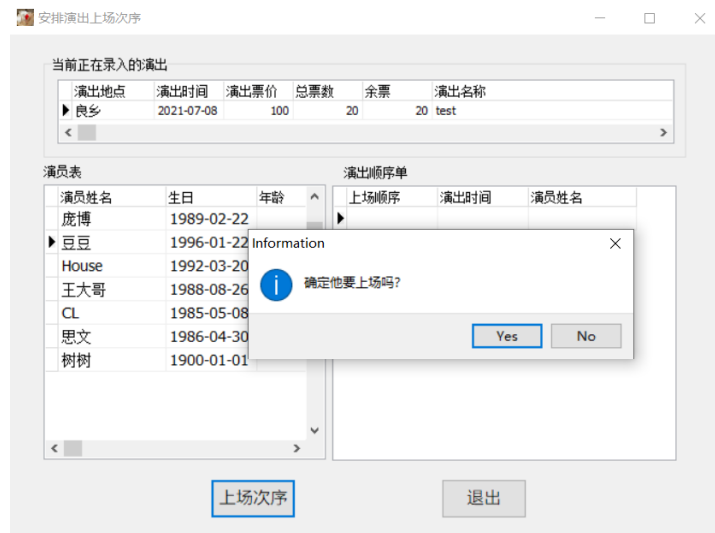 安排演出上场次序
当前正在录入的演出
演出地点 演出时间 演出票价 总票数 余票 演出名称
良乡 2021-07-08 100 20 20 test
演员表
演员姓名 生日 年龄
庞博 1989-02-22
豆豆 1996-01-22
House 1992-03-20
王大哥 1988-08-26
CL 1985-05-08
思文 1986-04-30
树树 1900-01-01
演出顺序单
上场顺序 演出时间 演员姓名
Information
确定他要上场吗?
Yes No
上场次序 退出